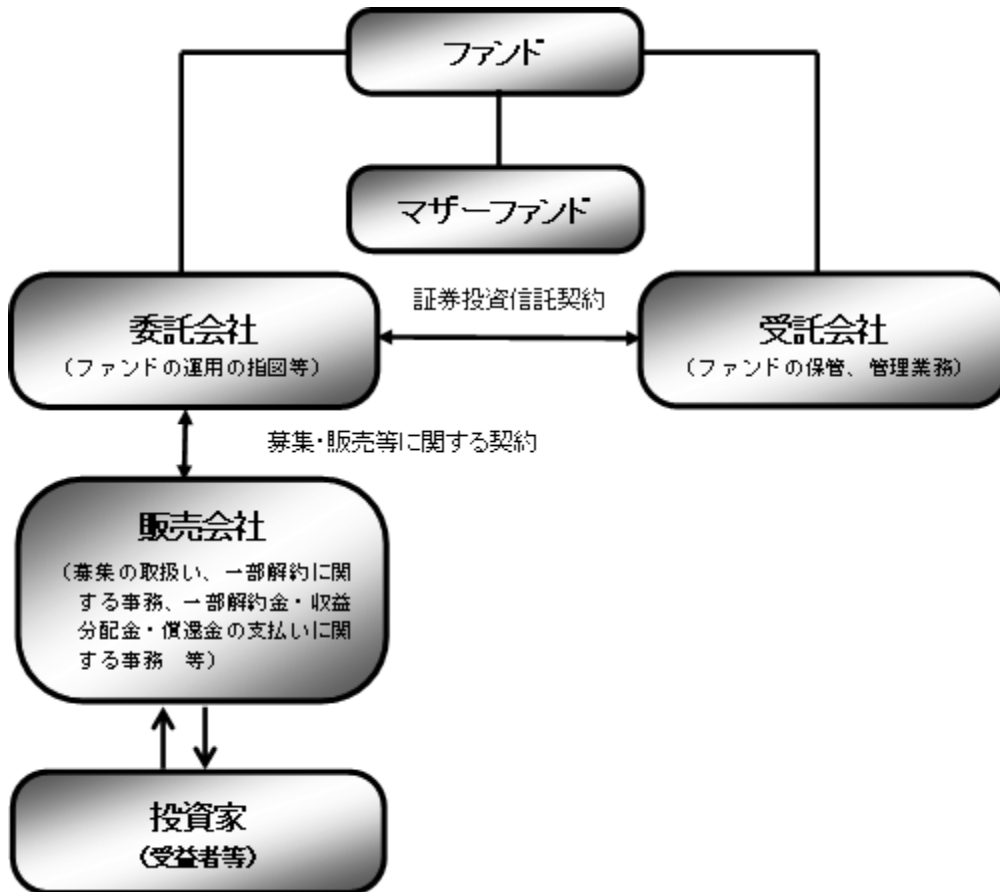 ファンド
マザーファンド
証券投資信託契約
委託会社
(ファンドの運用の指図等)
受託会社
(ファンドの保管、管理業務)
募集・販売等に関する契約
販売会社
(募集の取扱い、一部解約に関
する事務、一部解約金・収益
分配金・償還金の支払いに関
する事務　等)
投資家
(受益者等)